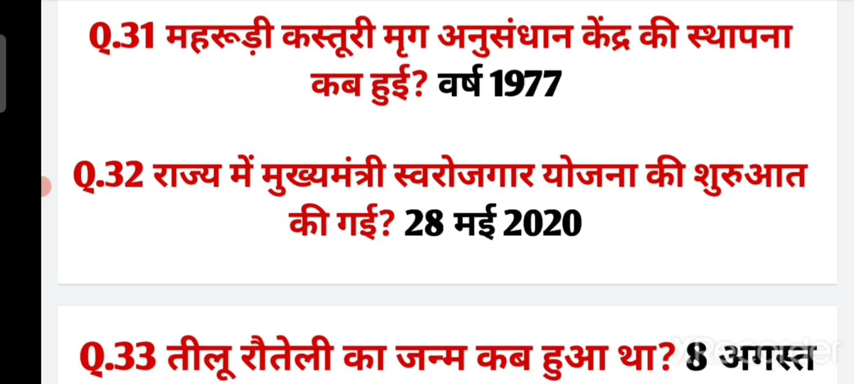 Q.31 महरूड़ी कस्तूरी मृग अनुसंधान केंद्र की स्थापना
कब हुई? वर्ष 1977
Q.32 राज्य में मुख्यमंत्री स्वरोजगार योजना की शुरुआत
की गई? 28 मई 2020
Q.33 तीलू रौतेली का जन्म कब हुआ था? 8 अगस्त
XRecorder